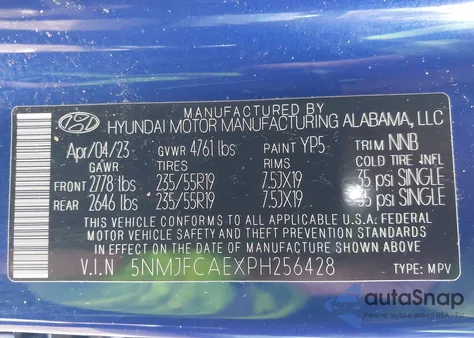 MANUFACTURED BY
HYUNDAI MOTOR MANUFACTURING ALABAMA, LLC
Apr/04/23 GVWR 4761 lbs PAINT YP5 TRIM NNB
GAWR TIRES RIMS COLD TIRE INFL
FRONT 2778 lbs 235/55R19 7.5JX19 35 psi SINGLE
REAR 2646 lbs 235/55R19 7.5JX19 35 psi SINGLE
THIS VEHICLE CONFORMS TO ALL APPLICABLE U.S.A. FEDERAL
MOTOR VEHICLE SAFETY AND THEFT PREVENTION STANDARDS
IN EFFECT ON THE DATE OF MANUFACTURE SHOWN ABOVE
V.I.N 5NMJFCAEXPH256428 TYPE: MPV
autoSnap